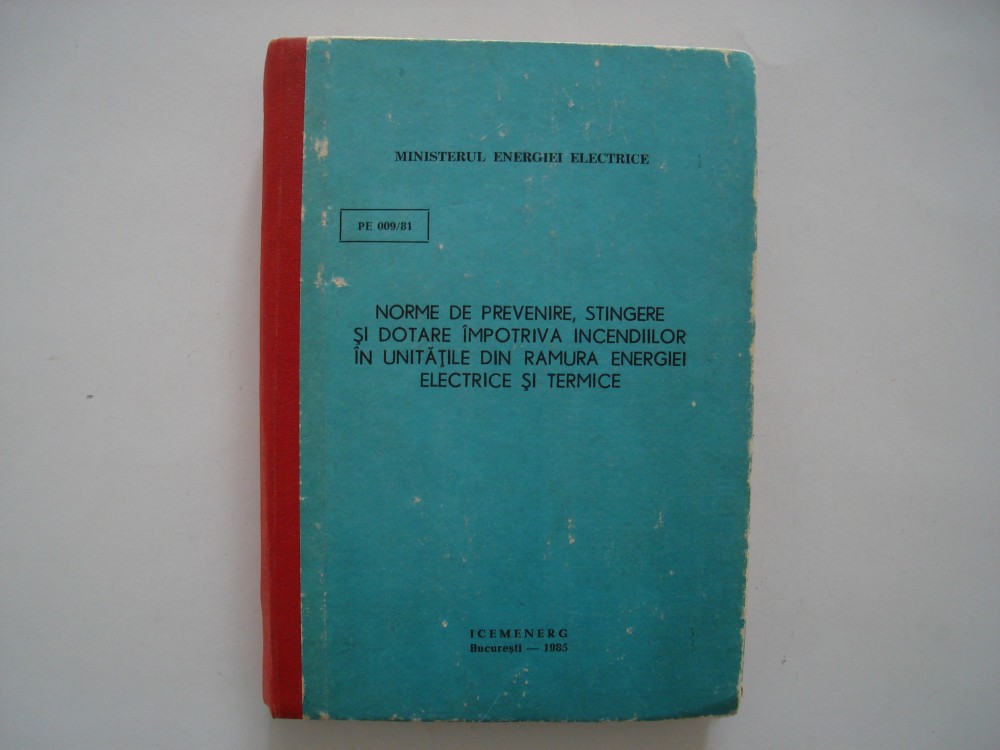 MINISTERUL ENERGIEI ELECTRICE
PE 009/81
NORME DE PREVENIRE, STINGERE
ŞI DOTARE ÎMPOTRIVA INCENDIILOR
ÎN UNITĂŢILE DIN RAMURA ENERGIEI
ELECTRICE ŞI TERMICE
ICEMENERG
Bucureşti — 1985